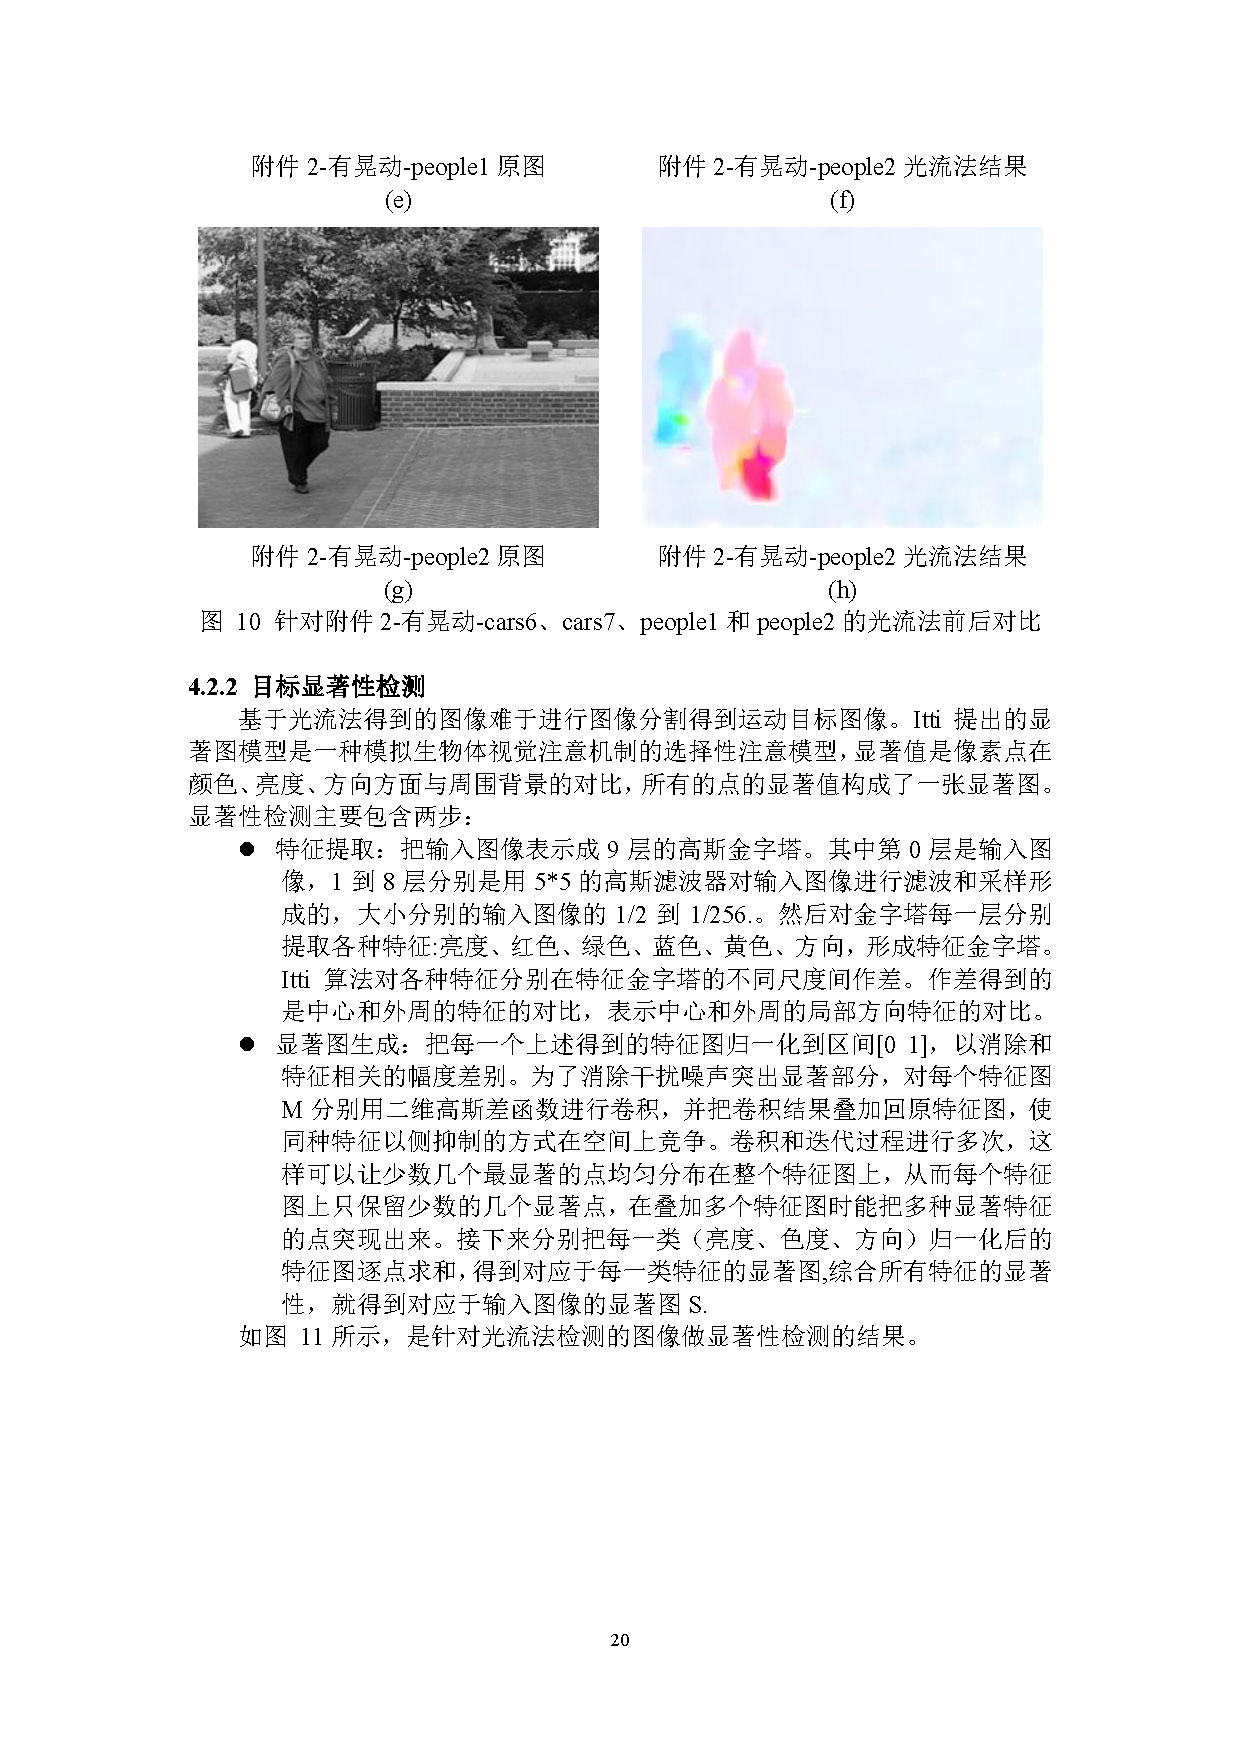 附件 2-有晃动-people1 原图 附件 2-有晃动-people2 光流法结果
(e) (f)
附件 2-有晃动-people2 原图 附件 2-有晃动-people2 光流法结果
(g) (h)
图 10 针对附件 2-有晃动-cars6、cars7、people1 和 people2 的光流法前后对比
4.2.2 目标显著性检测
基于光流法得到的图像难于进行图像分割得到运动目标图像。Itti 提出的显
著图模型是一种模拟生物体视觉注意机制的选择性注意模型，显著值是像素点在
颜色、亮度、方向方面与周围背景的对比，所有的点的显著值构成了一张显著图。
显著性检测主要包含两步：
● 特征提取：把输入图像表示成 9 层的高斯金字塔。其中第 0 层是输入图
像，1 到 8 层分别是用 5*5 的高斯滤波器对输入图像进行滤波和采样形
成的，大小分别的输入图像的 1/2 到 1/256.。然后对金字塔每一层分别
提取各种特征:亮度、红色、绿色、蓝色、黄色、方向，形成特征金字塔。
Itti 算法对各种特征分别在特征金字塔的不同尺度间作差。作差得到的
是中心和外周的特征的对比，表示中心和外周的局部方向特征的对比。
● 显著图生成：把每一个上述得到的特征图归一化到区间[0 1]，以消除和
特征相关的幅度差别。为了消除干扰噪声突出显著部分，对每个特征图
M 分别用二维高斯差函数进行卷积，并把卷积结果叠加回原特征图，使
同种特征以侧抑制的方式在空间上竞争。卷积和迭代过程进行多次，这
样可以让少数几个最显著的点均匀分布在整个特征图上，从而每个特征
图上只保留少数的几个显著点，在叠加多个特征图时能把多种显著特征
的点突现出来。接下来分别把每一类（亮度、色度、方向）归一化后的
特征图逐点求和，得到对应于每一类特征的显著图,综合所有特征的显著
性，就得到对应于输入图像的显著图 S.
如图 11 所示，是针对光流法检测的图像做显著性检测的结果。
20